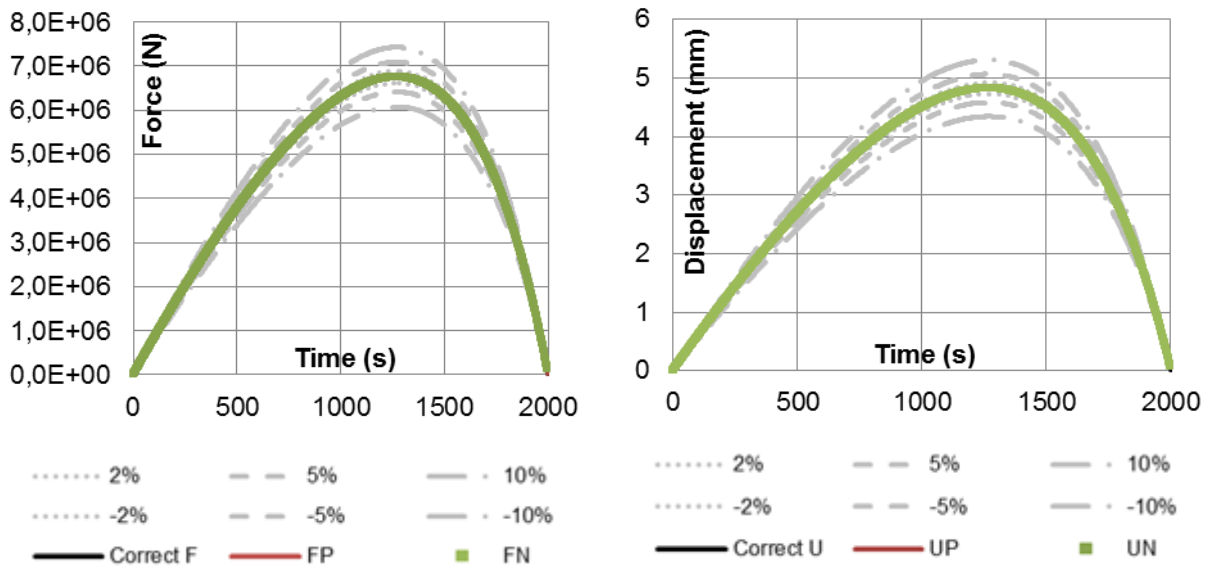 8,0E+06
7,0E+06
6,0E+06
5,0E+06
4,0E+06
3,0E+06
2,0E+06
1,0E+06
0,0E+00
Force (N)
Time (s)
0 500 1000 1500 2000
2% 5% 10%
-2% -5% -10%
Correct F FP FN
6
5
4
3
2
1
0
Displacement (mm)
Time (s)
0 500 1000 1500 2000
2% 5% 10%
-2% -5% -10%
Correct U UP UN